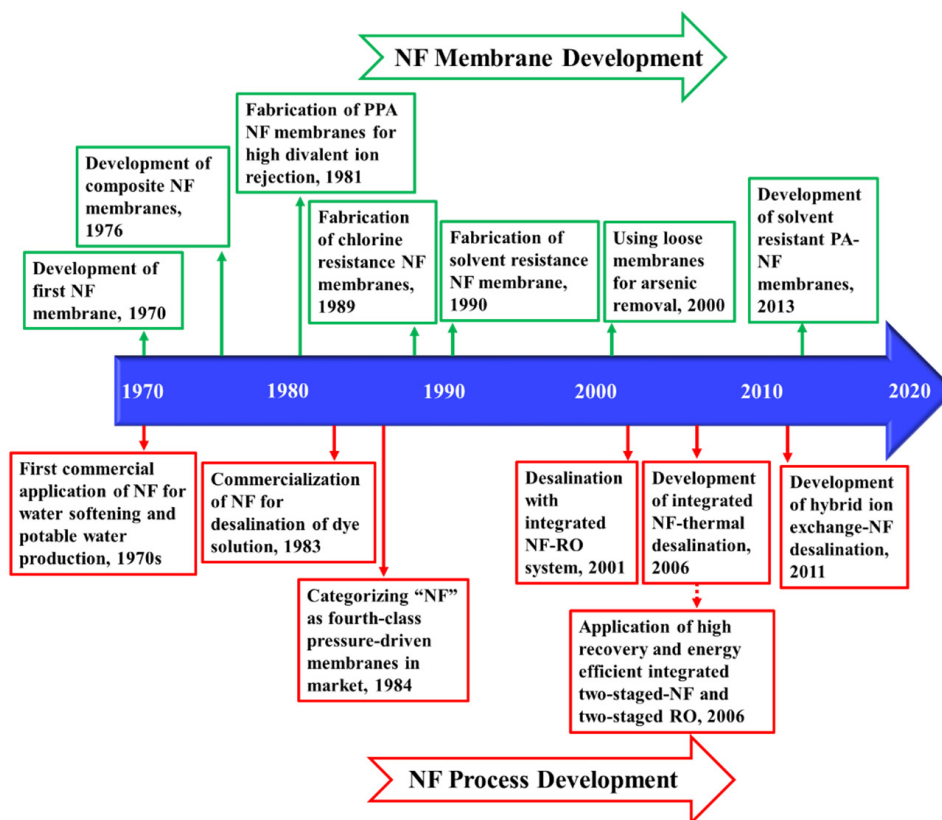 NF Membrane Development
Fabrication of PPA
NF membranes for
high divalent ion
rejection, 1981
Development of
composite NF
membranes,
1976
Development of
first NF
membrane, 1970
Fabrication
of chlorine
resistance NF
membranes,
1989
Fabrication of
solvent resistance
NF membrane,
1990
Using loose
membranes
for arsenic
removal, 2000
Development
of solvent
resistant PA-
NF
membranes,
2013
1970
1980
1990
2000
2010
2020
First commercial
application of NF for
water softening and
potable water
production, 1970s
Commercialization
of NF for
desalination of dye
solution, 1983
Categorizing “NF”
as fourth-class
pressure-driven
membranes in
market, 1984
Desalination
with
integrated
NF-RO
system, 2001
Development
of integrated
NF-thermal
desalination,
2006
Development
of hybrid ion
exchange-NF
desalination,
2011
Application of high
recovery and energy
efficient integrated
two-staged-NF and
two-staged RO, 2006
NF Process Development